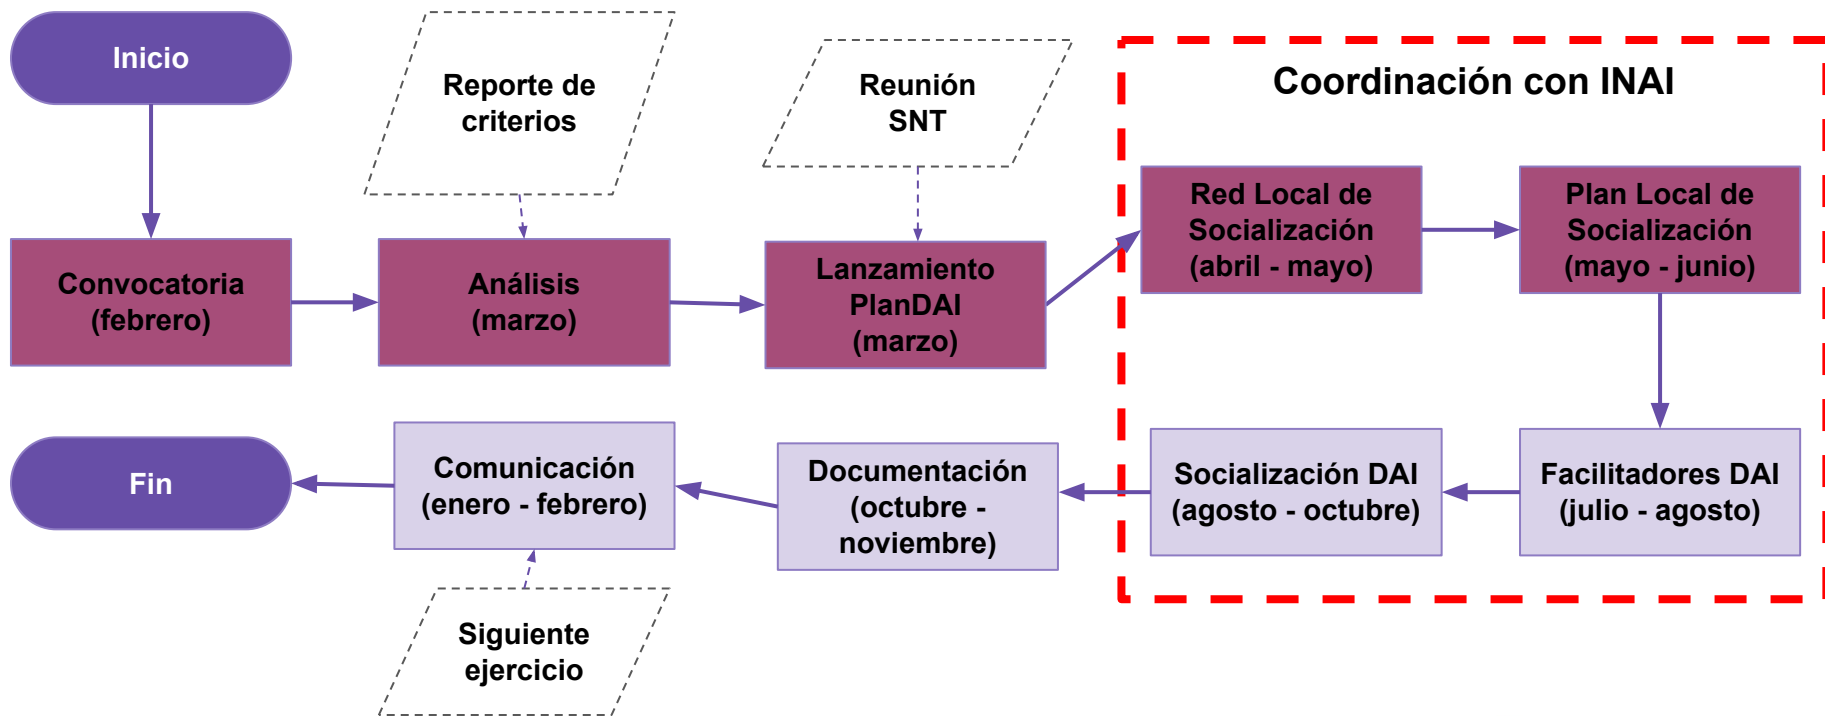 Inicio
Reporte de
criterios
Reunión
SNT
Coordinación con INAI
Convocatoria
(febrero)
Análisis
(marzo)
Lanzamiento
PlanDAI
(marzo)
Red Local de
Socialización
(abril - mayo)
Plan Local de
Socialización
(mayo - junio)
Fin
Comunicación
(enero - febrero)
Documentación
(octubre -
noviembre)
Socialización DAI
(agosto - octubre)
Facilitadores DAI
(julio - agosto)
Siguiente
ejercicio